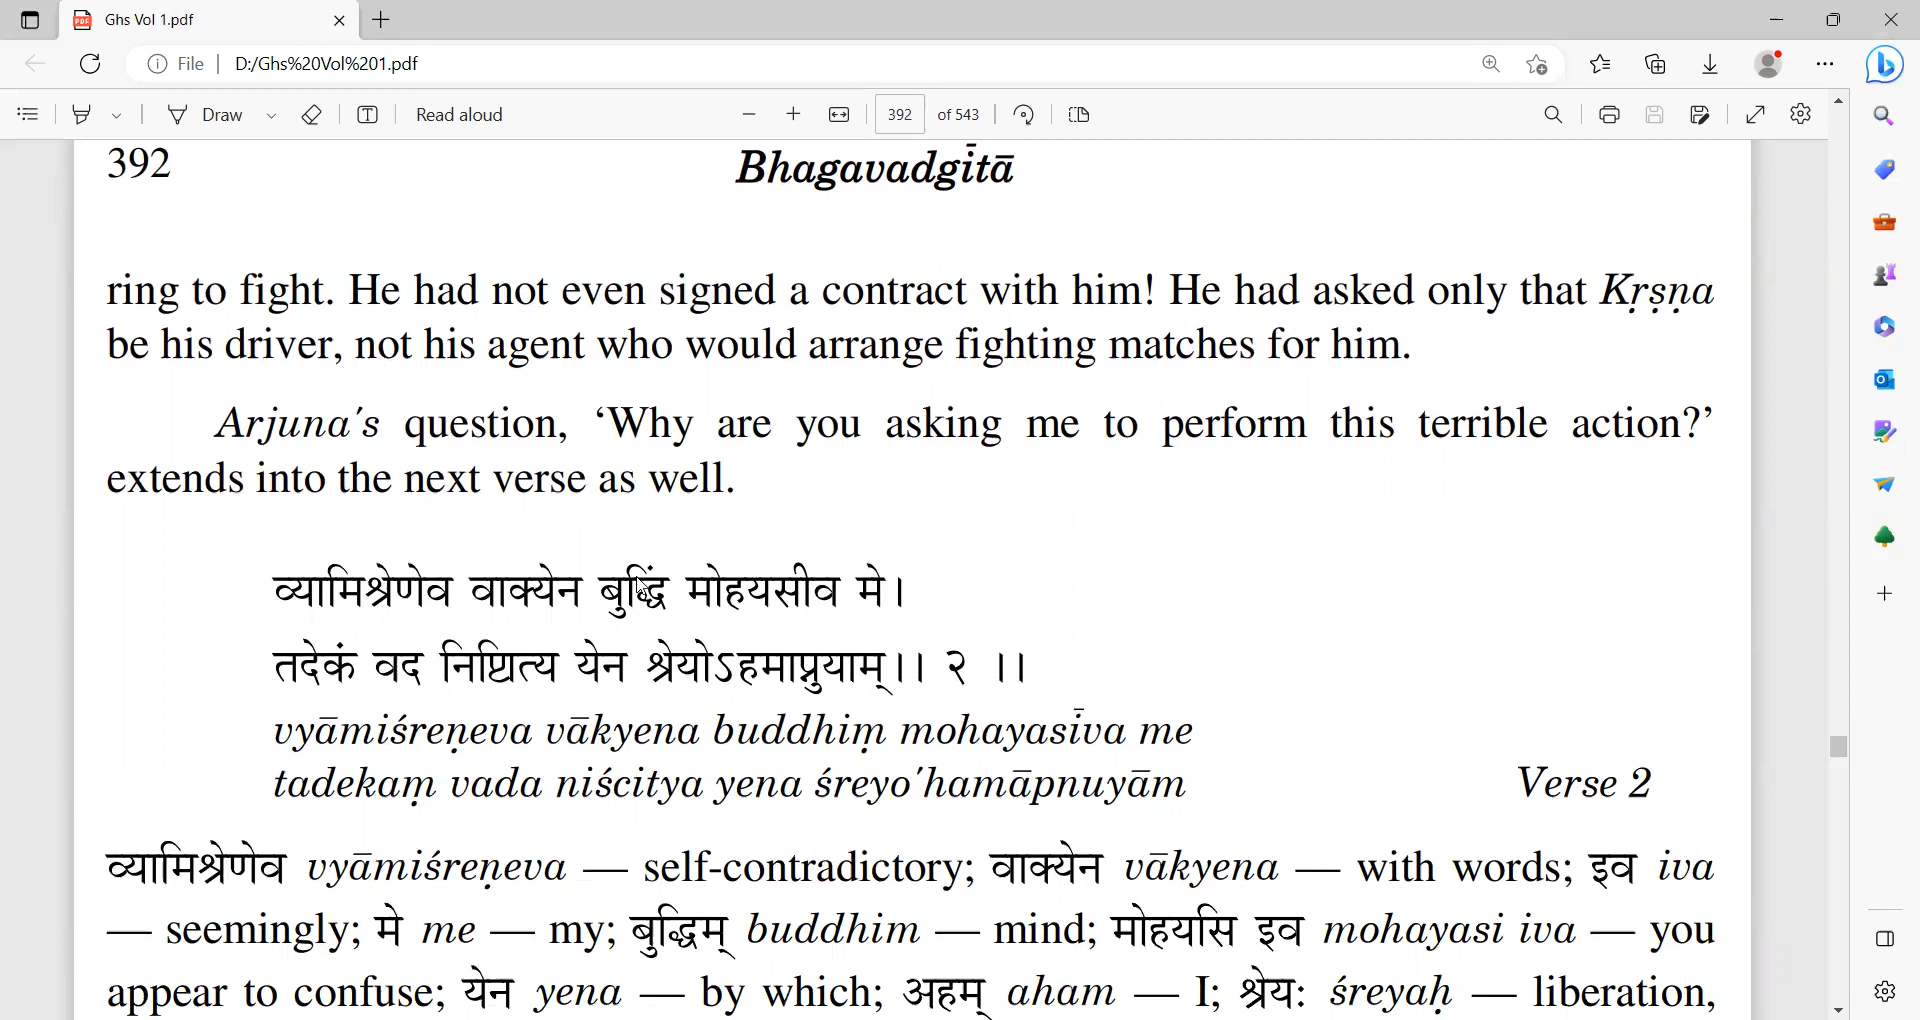 Ghs Vol 1.pdf
File D:/Ghs%20Vol%201.pdf
Draw Read aloud 392 of 543
392 Bhagavadgītā
ring to fight. He had not even signed a contract with him! He had asked only that Kṛṣṇa
be his driver, not his agent who would arrange fighting matches for him.
Arjuna's question, ‘Why are you asking me to perform this terrible action?’
extends into the next verse as well.
व्यामिश्रेणेव वाक्येन बुद्धिं मोहयसीव मे।
तदेकं वद निश्चित्य येन श्रेयोऽहमाप्नुयाम्।। २ ।।
vyāmiśreṇeva vākyena buddhiṃ mohayasīva me
tadekaṃ vada niścitya yena śreyo'hamāpnuyām Verse 2
व्यामिश्रेणेव vyāmiśreṇeva — self-contradictory; वाक्येन vākyena — with words; इव iva
— seemingly; मे me — my; बुद्धिम् buddhim — mind; मोहयसि इव mohayasi iva — you
appear to confuse; येन yena — by which; अहम् aham — I; श्रेय: śreyaḥ — liberation,